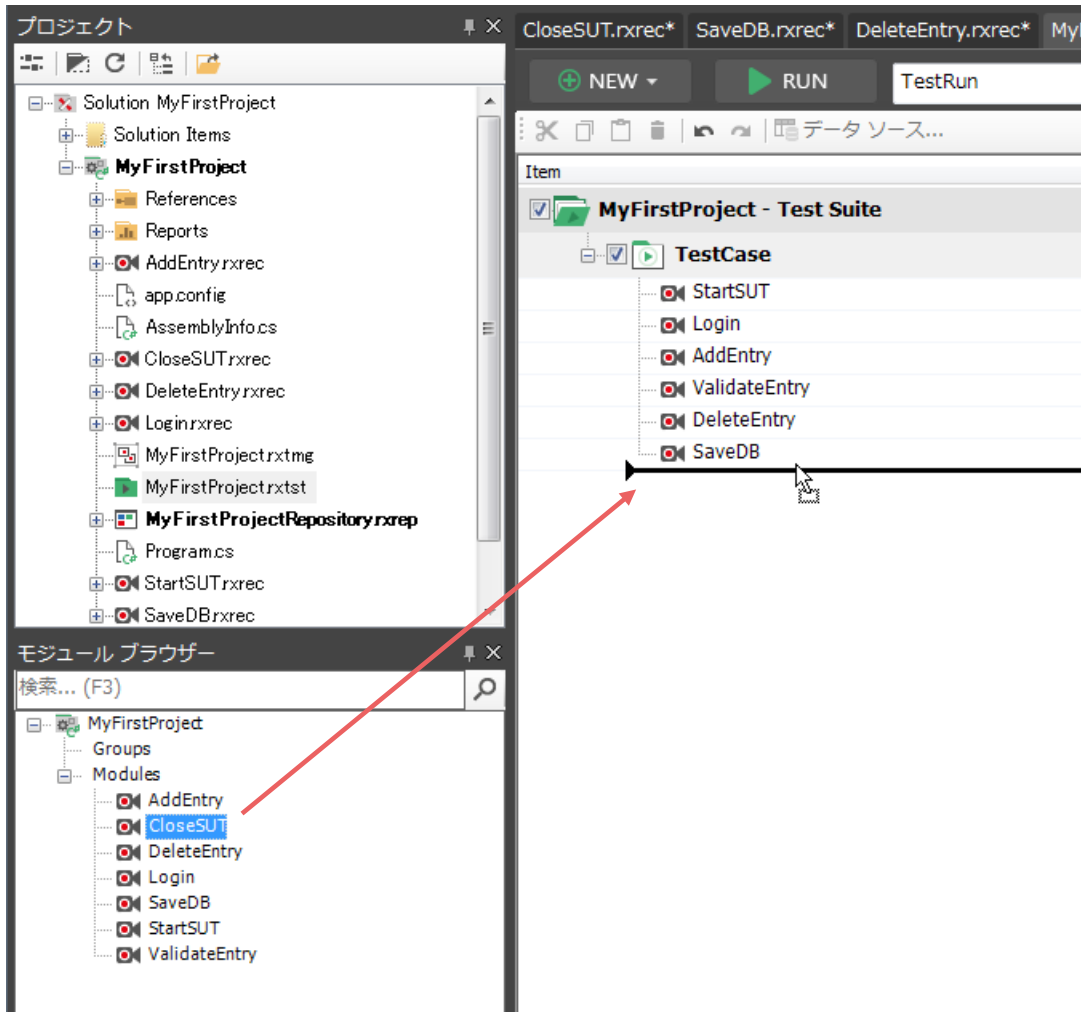 プロジェクト
Solution MyFirstProject
Solution Items
MyFirstProject
References
Reports
AddEntry.rxrec
app.config
AssemblyInfo.cs
CloseSUT.rxrec
DeleteEntry.rxrec
Login.rxrec
MyFirstProject.rxtmg
MyFirstProject.rxtst
MyFirstProjectRepository.rxrep
Program.cs
StartSUT.rxrec
SaveDB.rxrec
モジュール ブラウザー
検索... (F3)
MyFirstProject
Groups
Modules
AddEntry
CloseSUT
DeleteEntry
Login
SaveDB
StartSUT
ValidateEntry
CloseSUT.rxrec* SaveDB.rxrec* DeleteEntry.rxrec*
NEW RUN TestRun
データ ソース...
Item
MyFirstProject - Test Suite
TestCase
StartSUT
Login
AddEntry
ValidateEntry
DeleteEntry
SaveDB